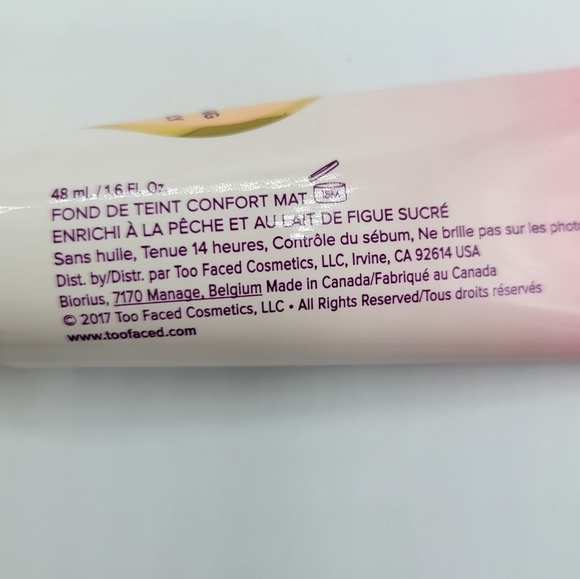 48 ml / 1.6 Fl. Oz
FOND DE TEINT CONFORT MAT
ENRICHI À LA PÊCHE ET AU LAIT DE FIGUE SUCRÉ
Sans huile, Tenue 14 heures, Contrôle du sébum, Ne brille pas sur les photo
Dist. by/Distr. par Too Faced Cosmetics, LLC, Irvine, CA 92614 USA
Biorius, 7170 Manage, Belgium Made in Canada/Fabriqué au Canada
© 2017 Too Faced Cosmetics, LLC • All Rights Reserved/Tous droits réservés
www.toofaced.com